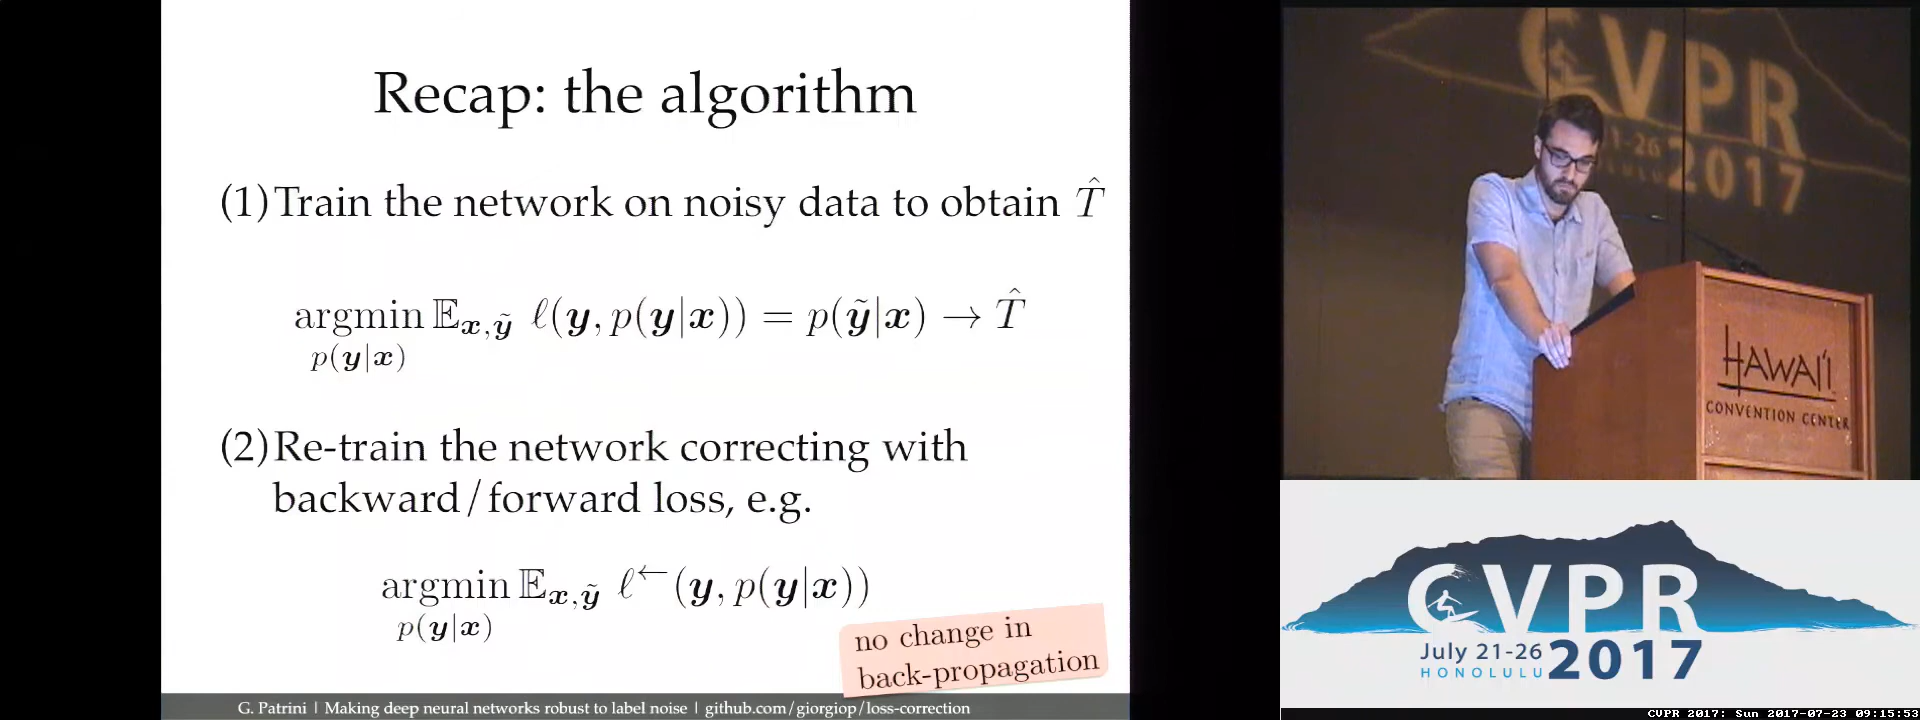 Recap: the algorithm
(1) Train the network on noisy data to obtain T̂
argmin 𝔼_{x,ỹ} ℓ(y, p(y|x)) = p(ỹ|x) → T̂
p(y|x)
(2) Re-train the network correcting with
backward/forward loss, e.g.
argmin 𝔼_{x,ỹ} ℓ^←(y, p(y|x))
p(y|x)
no change in
back-propagation
G. Patrini | Making deep neural networks robust to label noise | github.com/giorgiop/loss-correction
CVPR
1-26
2017
HAWAI'I
CONVENTION CENTER
CVPR
July 21-26
HONOLULU
2017
CVPR 2017: Sun 2017-07-23 09:15:53